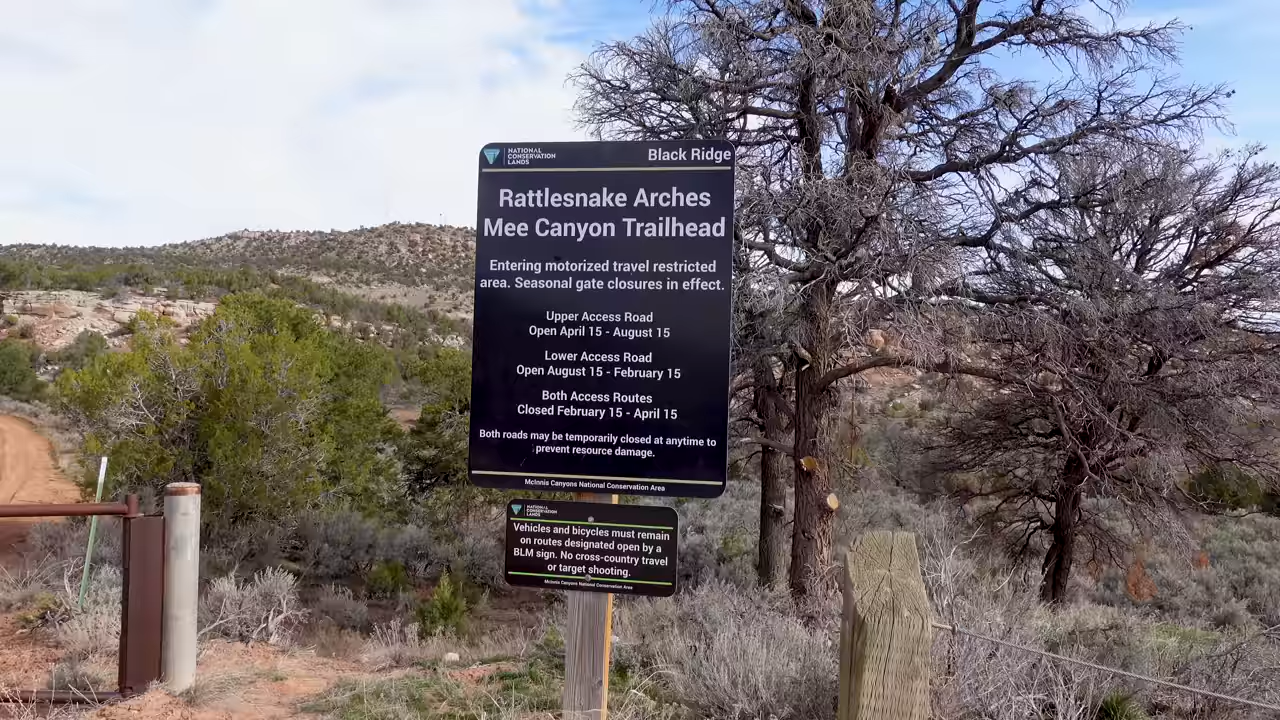 NATIONAL
CONSERVATION
LANDS
Black Ridge
Rattlesnake Arches
Mee Canyon Trailhead
Entering motorized travel restricted
area. Seasonal gate closures in effect.
Upper Access Road
Open April 15 - August 15
Lower Access Road
Open August 15 - February 15
Both Access Routes
Closed February 15 - April 15
Both roads may be temporarily closed at anytime to
prevent resource damage.
McInnis Canyons National Conservation Area
NATIONAL
CONSERVATION
LANDS
Vehicles and bicycles must remain
on routes designated open by a
BLM sign. No cross-country travel
or target shooting.
McInnis Canyons National Conservation Area